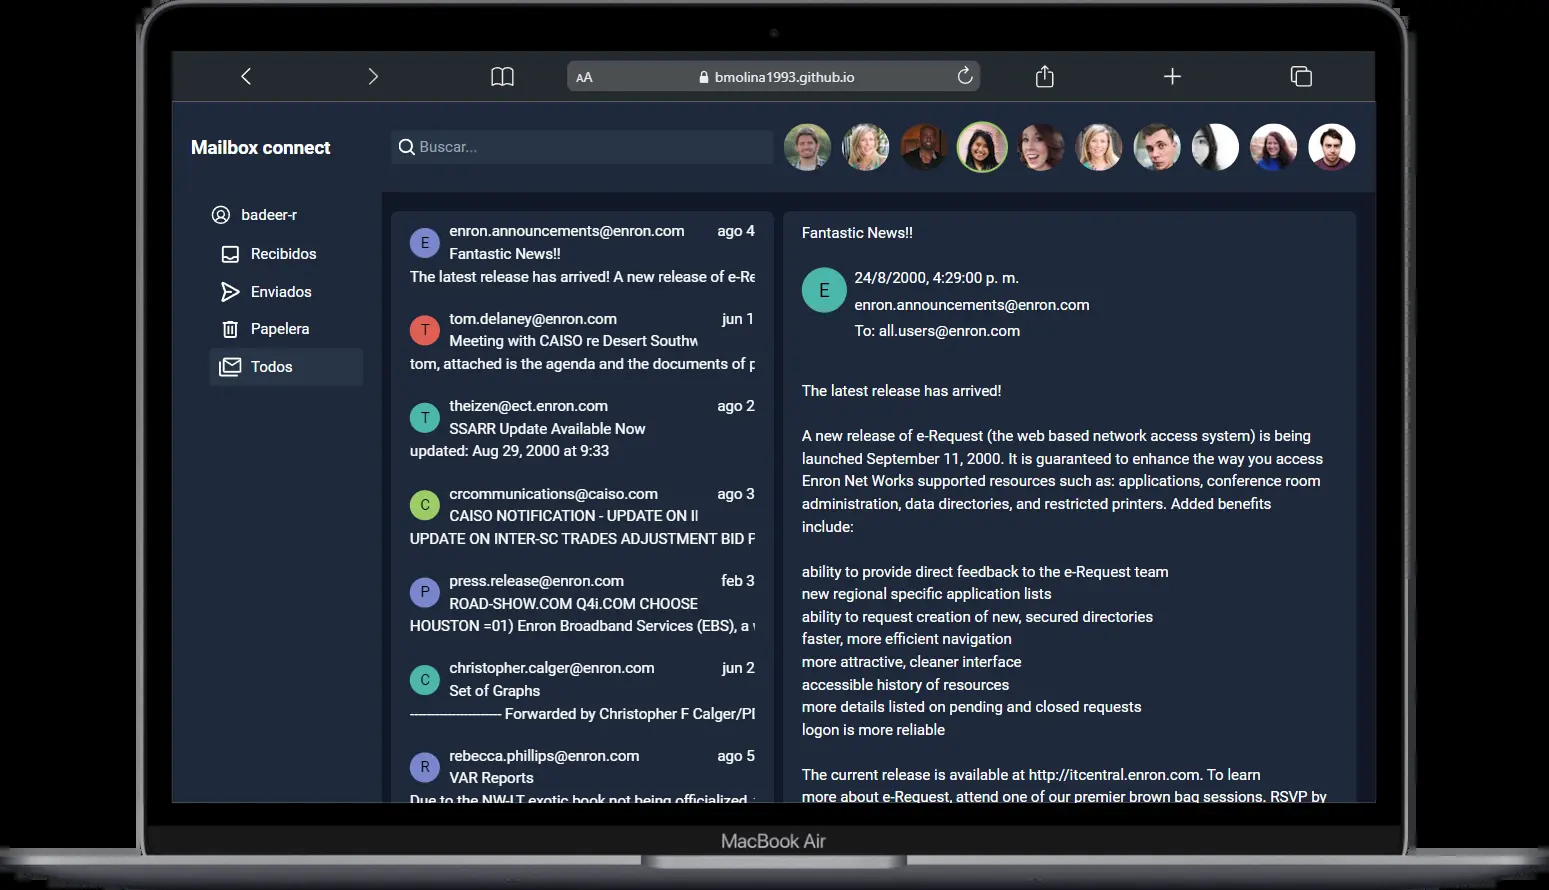 AA
bmolina1993.github.io
Mailbox connect
Buscar...
badeer-r
Recibidos
Enviados
Papelera
Todos
E
enron.announcements@enron.com
ago 4
Fantastic News!!
The latest release has arrived! A new release of e-Re
T
tom.delaney@enron.com
jun 1
Meeting with CAISO re Desert Southw
tom, attached is the agenda and the documents of p
T
theizen@ect.enron.com
ago 2
SSARR Update Available Now
updated: Aug 29, 2000 at 9:33
C
crcommunications@caiso.com
ago 3
CAISO NOTIFICATION - UPDATE ON
UPDATE ON INTER-SC TRADES ADJUSTMENT BID F
P
press.release@enron.com
feb 3
ROAD-SHOW.COM Q4i.COM CHOOSE
HOUSTON =01) Enron Broadband Services (EBS), a
C
christopher.calger@enron.com
jun 2
Set of Graphs
---------------------- Forwarded by Christopher F Calger/
R
rebecca.phillips@enron.com
ago 5
VAR Reports
Due to the NW-LT exotic book not being officialized
Fantastic News!!
E
24/8/2000, 4:29:00 p. m.
enron.announcements@enron.com
To: all.users@enron.com
The latest release has arrived!
A new release of e-Request (the web based network access system) is being
launched September 11, 2000. It is guaranteed to enhance the way you access
Enron Net Works supported resources such as: applications, conference room
administration, data directories, and restricted printers. Added benefits
include:
ability to provide direct feedback to the e-Request team
new regional specific application lists
ability to request creation of new, secured directories
faster, more efficient navigation
more attractive, cleaner interface
accessible history of resources
more details listed on pending and closed requests
logon is more reliable
The current release is available at http://itcentral.enron.com. To learn
more about e-Request, attend one of our premier brown bag sessions. RSVP by
MacBook Air